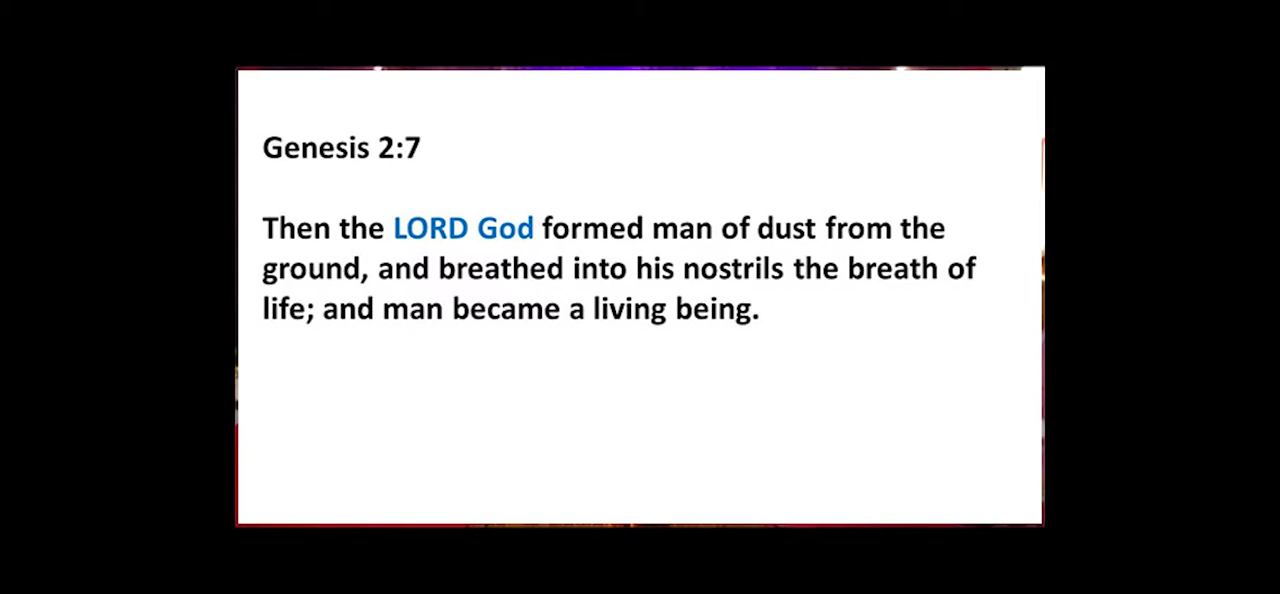 Genesis 2:7
Then the LORD God formed man of dust from the
ground, and breathed into his nostrils the breath of
life; and man became a living being.